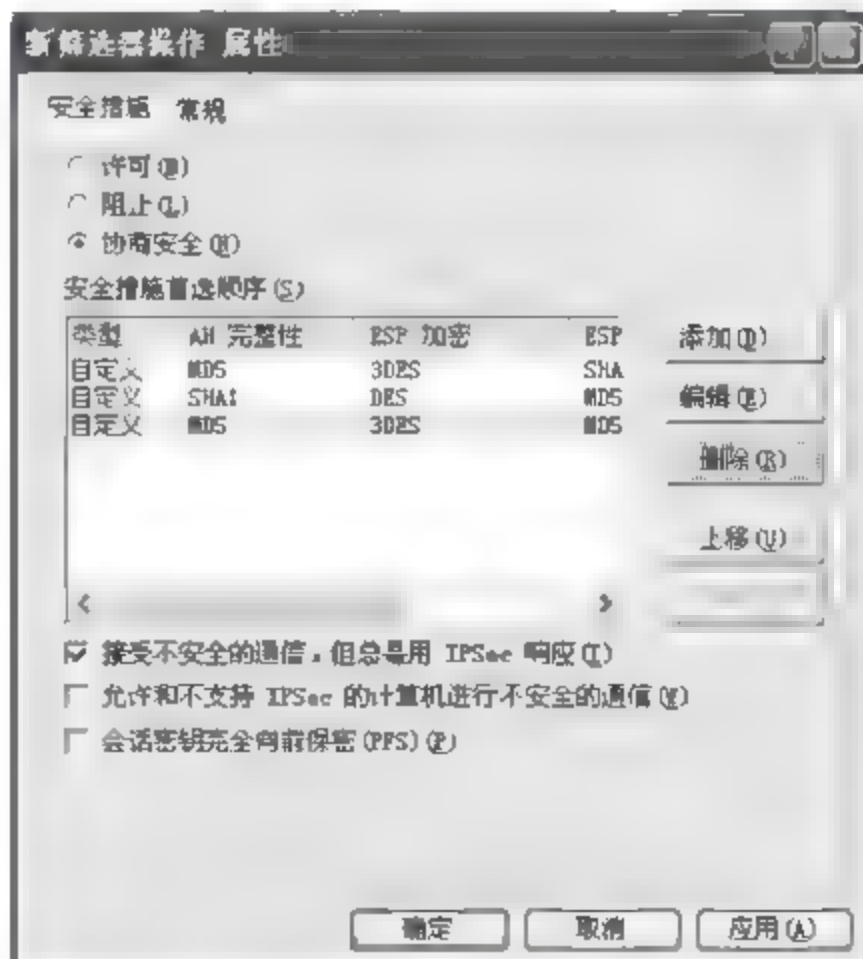 新筛选器操作 属性
安全措施 常规
许可(M)
阻止(L)
协商安全(N)
安全措施首选顺序(S)
类型 AH 完整性 ESP 加密 ESP
自定义 MD5 3DES SHA
自定义 SHA1 DES MD5
自定义 MD5 3DES MD5
添加(D)
编辑(E)
删除(R)
上移(U)
接受不安全的通信，但总是用 IPSec 响应(T)
允许和不支持 IPSec 的计算机进行不安全的通信(W)
会话密钥完全向前保密(PFS)(P)
确定 取消 应用(A)